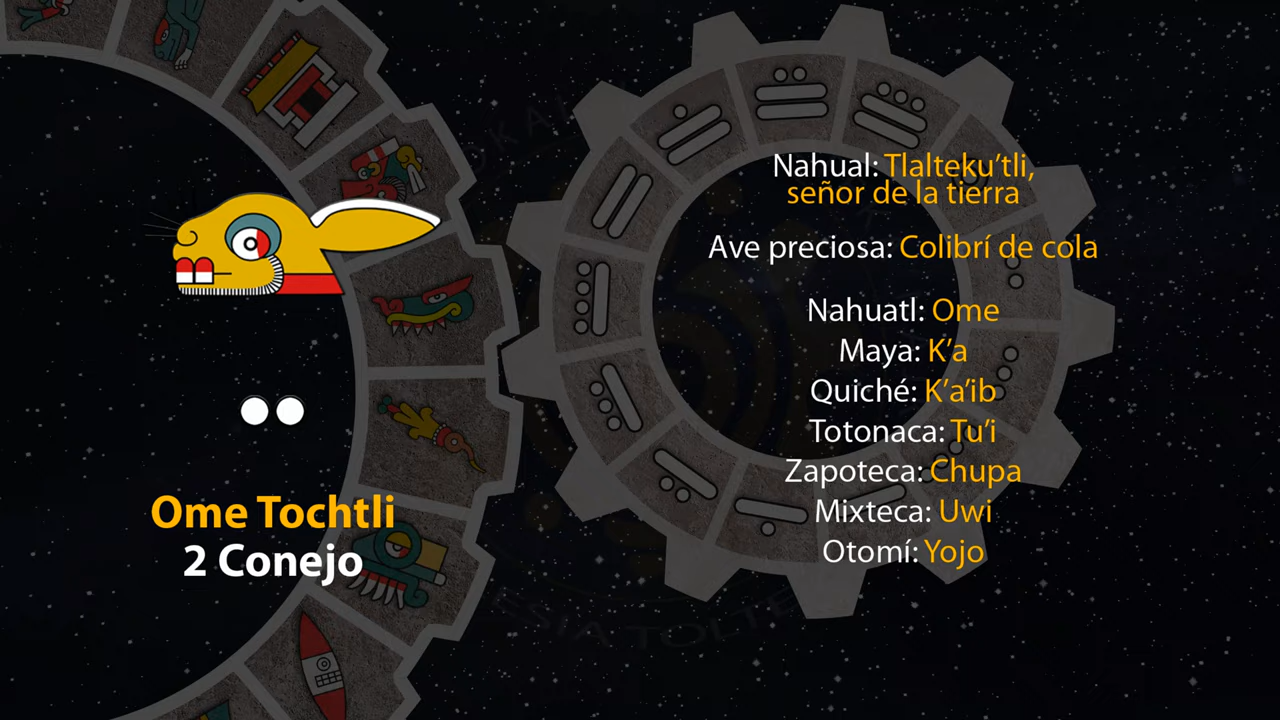 Nahual: Tlalteku’tli,
señor de la tierra
Ave preciosa: Colibrí de cola
Nahuatl: Ome
Maya: K’a
Quiché: K’a’ib
Totonaca: Tu’i
Zapoteca: Chupa
Mixteca: Uwi
Otomí: Yojo
Ome Tochtli
2 Conejo